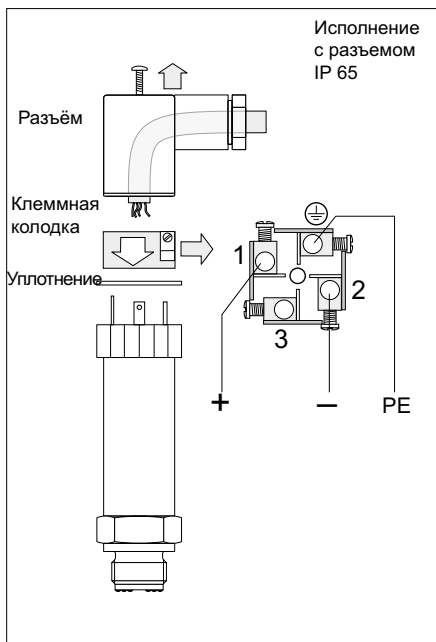 Исполнение
с разъемом
IP 65
Разъём
Клеммная
колодка
Уплотнение
1
2
3
+
–
PE